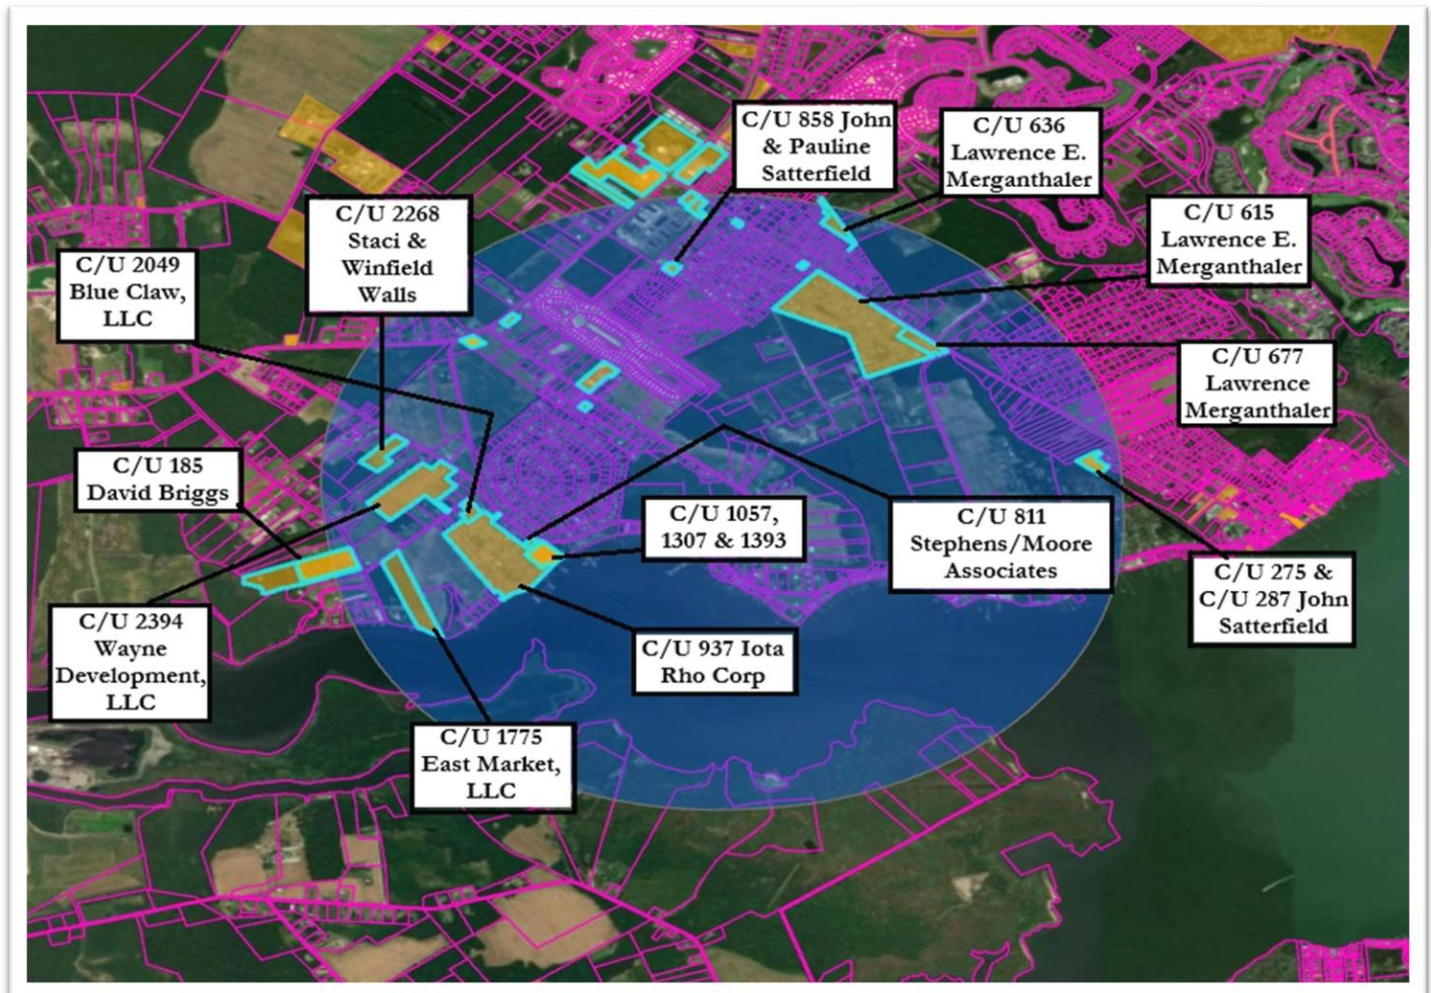 C/U 858 John
& Pauline
Satterfield
C/U 636
Lawrence E.
Merganthaler
C/U 2268
Staci &
Winfield
Walls
C/U 615
Lawrence E.
Merganthaler
C/U 2049
Blue Claw,
LLC
C/U 677
Lawrence
Merganthaler
C/U 185
David Briggs
C/U 1057,
1307 & 1393
C/U 811
Stephens/Moore
Associates
C/U 275 &
C/U 287 John
Satterfield
C/U 2394
Wayne
Development,
LLC
C/U 937 Iota
Rho Corp
C/U 1775
East Market,
LLC